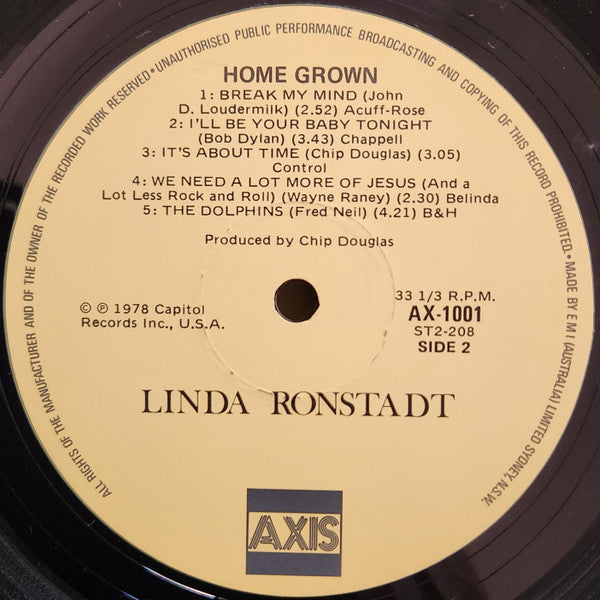 ALL RIGHTS OF THE MANUFACTURER AND OF THE OWNER OF THE RECORDED WORK RESERVED • UNAUTHORISED PUBLIC PERFORMANCE BROADCASTING AND COPYING OF THIS RECORD PROHIBITED. • MADE BY E M I (AUSTRALIA) LIMITED SYDNEY, N.S.W.
HOME GROWN
1: BREAK MY MIND (John
D. Loudermilk) (2.52) Acuff-Rose
2: I'LL BE YOUR BABY TONIGHT
(Bob Dylan) (3.43) Chappell
3: IT'S ABOUT TIME (Chip Douglas) (3.05)
Control
4: WE NEED A LOT MORE OF JESUS (And a
Lot Less Rock and Roll) (Wayne Raney) (2.30) Belinda
5: THE DOLPHINS (Fred Neil) (4.21) B&H
Produced by Chip Douglas
© ℗ 1978 Capitol
Records Inc., U.S.A.
33 1/3 R.P.M.
AX-1001
ST2-208
SIDE 2
LINDA RONSTADT
AXIS